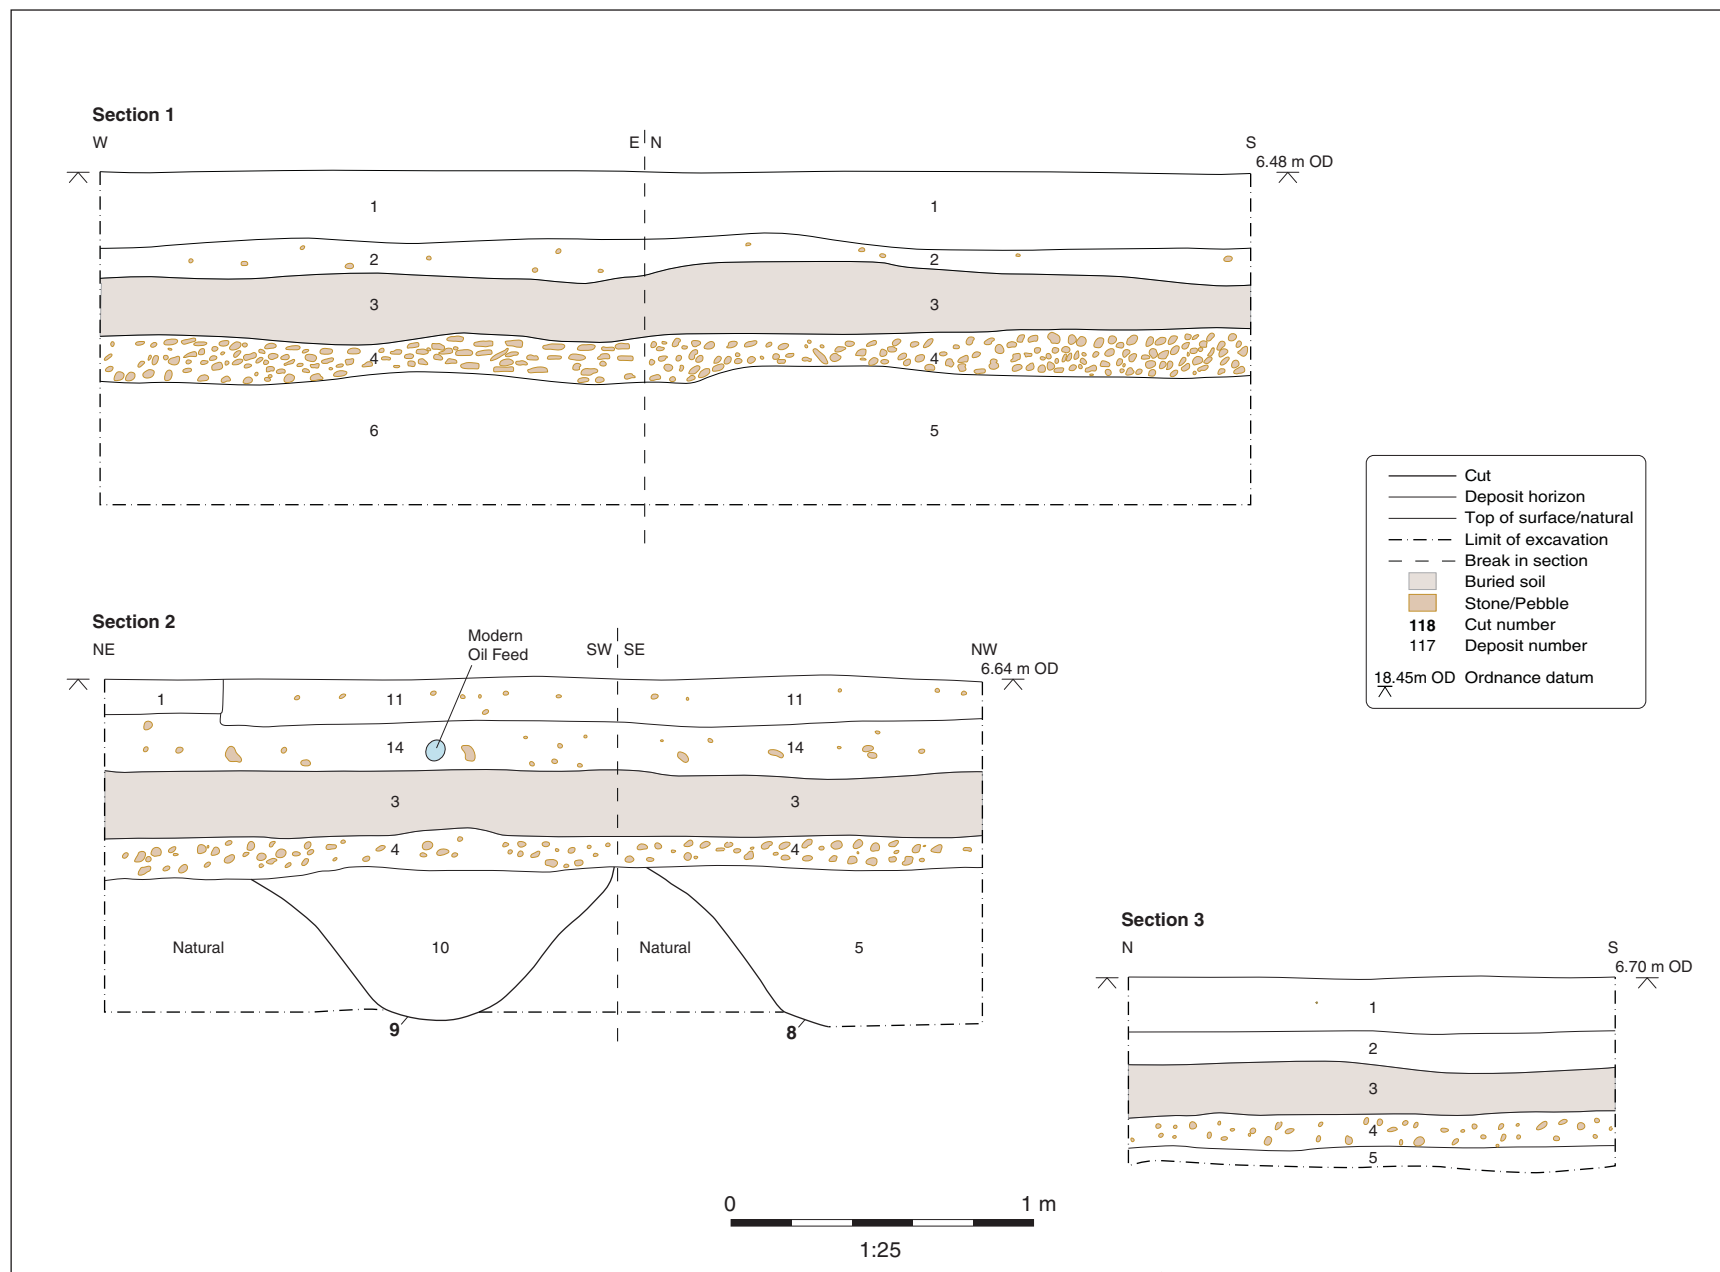 Section 1
W
E N
S
6.48 m OD
1 1
2 2
3 3
4 4
6 5
Cut
Deposit horizon
Top of surface/natural
Limit of excavation
Break in section
Buried soil
Stone/Pebble
118 Cut number
117 Deposit number
18.45m OD Ordnance datum
Section 2
NE
Modern
Oil Feed
SW SE
NW
6.64 m OD
1 11 11
14 14
3 3
4 4
Natural 10 Natural 5
9 8
Section 3
N
S
6.70 m OD
1
2
3
4
5
0 1 m
1:25